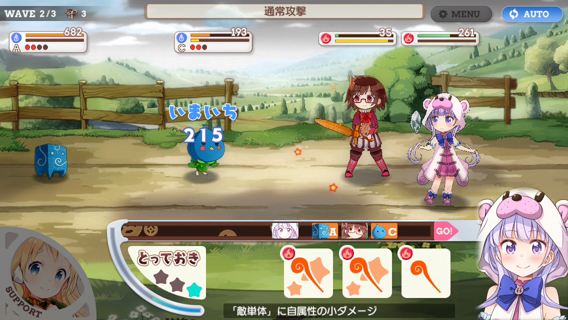 WAVE 2/3 3
通常攻撃
MENU
AUTO
682
A
193
C
35
261
いまいち
215
A
C
GO!
とっておき
SUPPORT
「敵単体」に自属性の小ダメージ